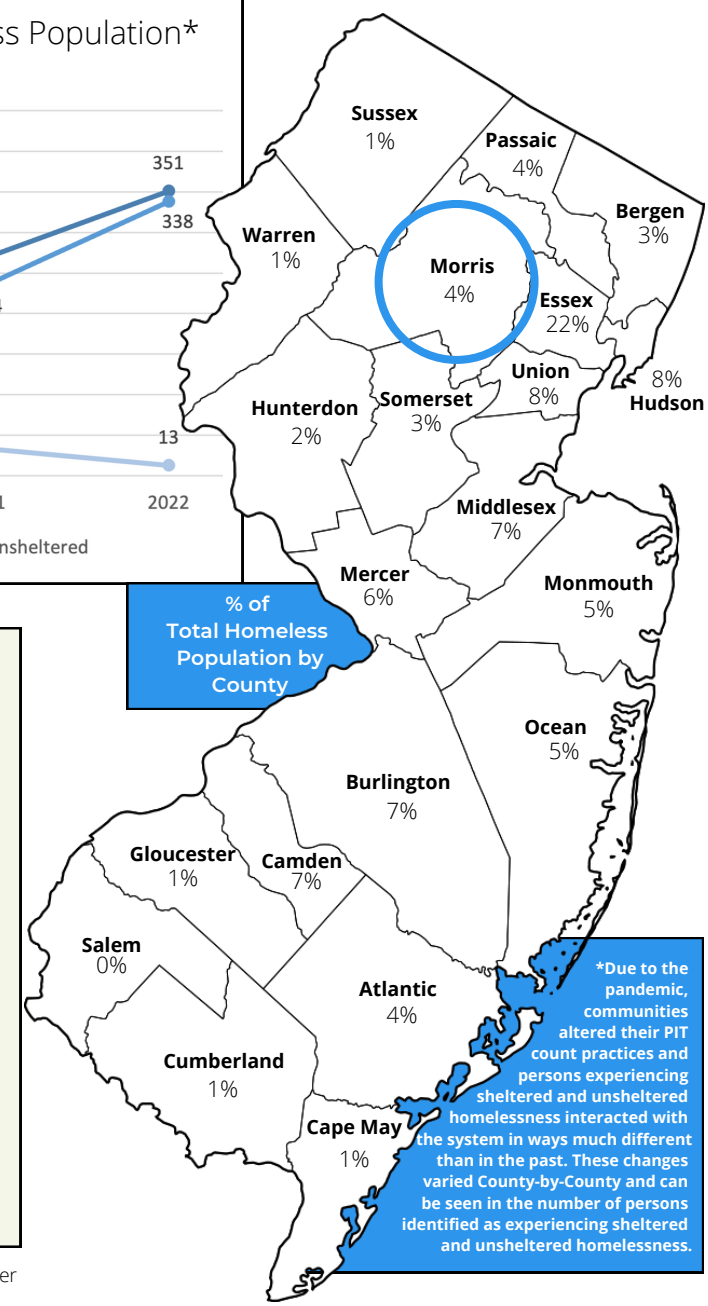 ss Population*
351
338
4
13
1
2022
nsheltered
Sussex
1%
Passaic
4%
Bergen
3%
Warren
1%
Morris
4%
Essex
22%
Union
8%
8%
Hudson
Hunterdon
2%
Somerset
3%
Middlesex
7%
Mercer
6%
Monmouth
5%
% of
Total Homeless
Population by
County
Ocean
5%
Burlington
7%
Gloucester
1%
Camden
7%
Salem
0%
Atlantic
4%
Cumberland
1%
Cape May
1%
*Due to the
pandemic,
communities
altered their PIT
count practices and
persons experiencing
sheltered and unsheltered
homelessness interacted with
the system in ways much different
than in the past. These changes
varied County-by-County and can
be seen in the number of persons
identified as experiencing sheltered
and unsheltered homelessness.
er